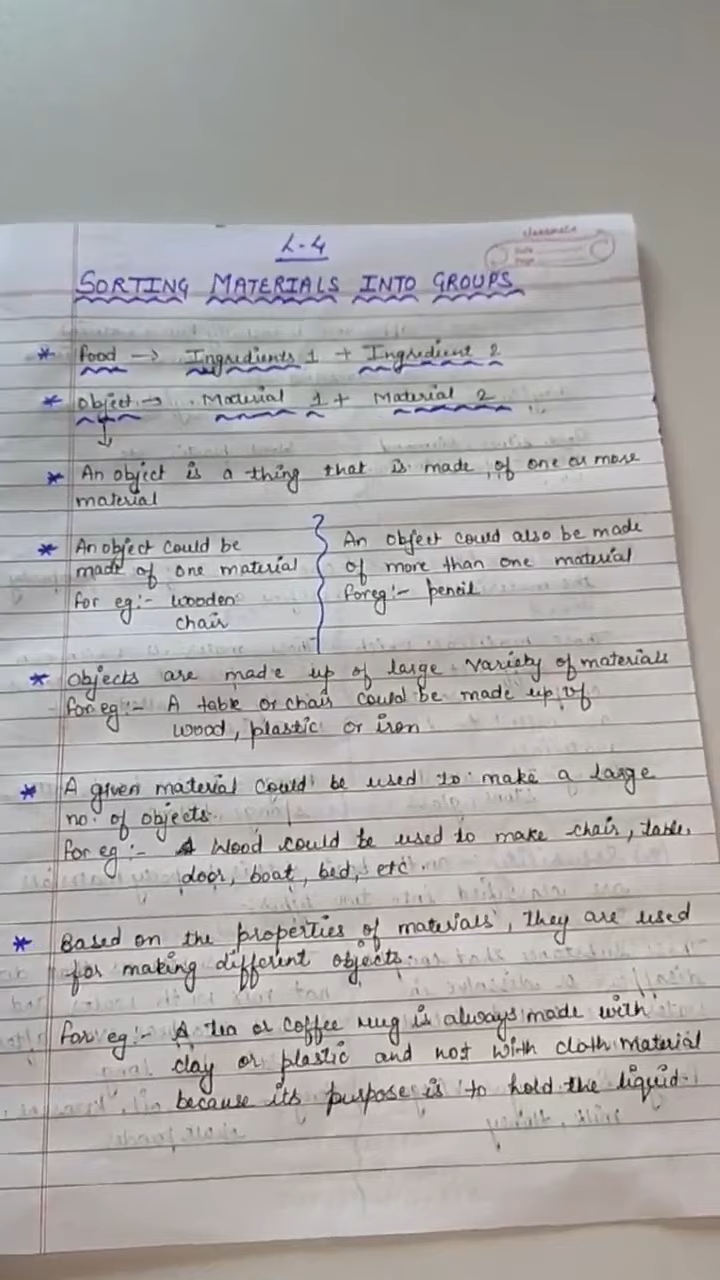 L-4
classmate
Date
Page
SORTING MATERIALS INTO GROUPS
* Food → Ingredients 1 + Ingredient 2
* Object → Material 1 + Material 2
* An object is a thing that is made of one or more
material
* An object could be
made of one material
for eg:- wooden
chair
An object could also be made
of more than one material
for eg:- pencil
* Objects are made up of large variety of materials
for eg:- A table or chair could be made up of
wood, plastic or iron
* A given material could be used to make a large
no. of objects
for eg:- Wood could be used to make chair, table,
door, boat, bed, etc.
* Based on the properties of materials, they are used
for making different objects.
for eg:- A tea or coffee mug is always made with
clay or plastic and not with cloth material
because its purpose is to hold the liquid.